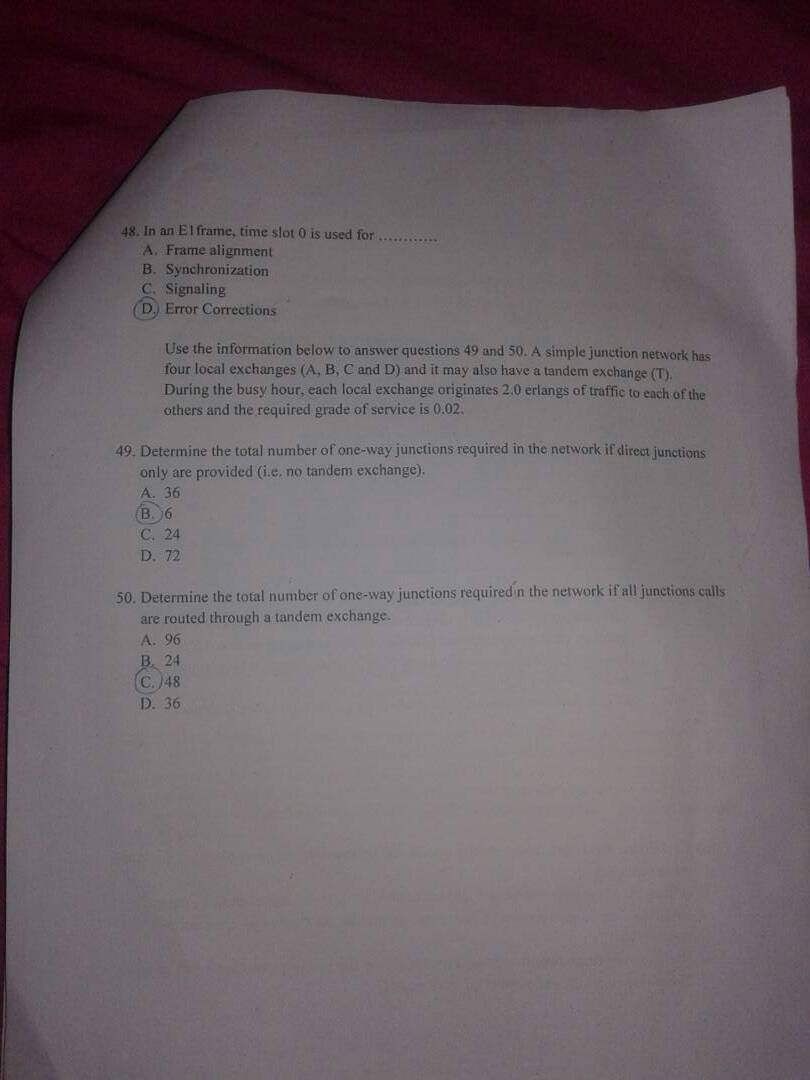 48. In an E1frame, time slot 0 is used for ............
A. Frame alignment
B. Synchronization
C. Signaling
D. Error Corrections
Use the information below to answer questions 49 and 50. A simple junction network has
four local exchanges (A, B, C and D) and it may also have a tandem exchange (T).
During the busy hour, each local exchange originates 2.0 erlangs of traffic to each of the
others and the required grade of service is 0.02.
49. Determine the total number of one-way junctions required in the network if direct junctions
only are provided (i.e. no tandem exchange).
A. 36
B. 6
C. 24
D. 72
50. Determine the total number of one-way junctions required in the network if all junctions calls
are routed through a tandem exchange.
A. 96
B. 24
C. 48
D. 36